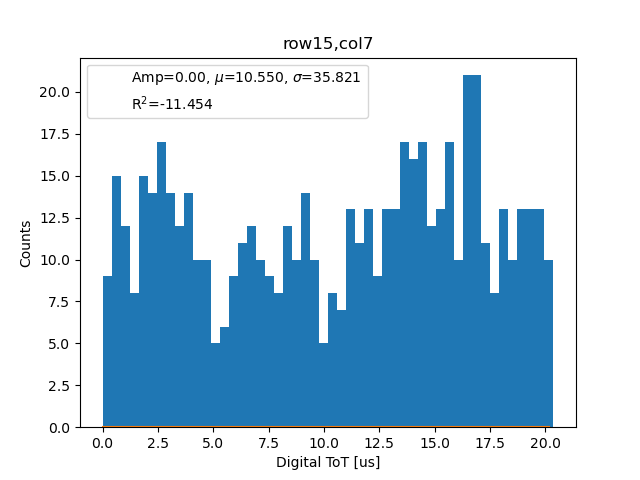 row15,col7
Amp=0.00, μ=10.550, σ=35.821
R²=-11.454
Counts
20.0
17.5
15.0
12.5
10.0
7.5
5.0
2.5
0.0
0.0 2.5 5.0 7.5 10.0 12.5 15.0 17.5 20.0
Digital ToT [us]